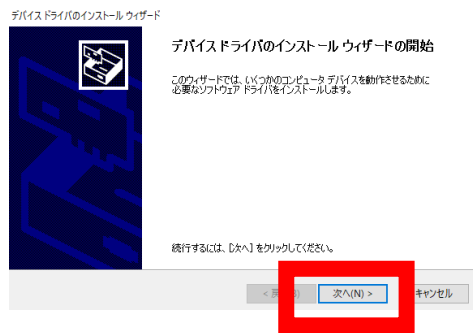 デバイス ドライバのインストール ウィザード
デバイス ドライバのインストール ウィザードの開始
このウィザードでは、いくつかのコンピュータ デバイスを動作させるために
必要なソフトウェア ドライバをインストールします。
続行するには、[次へ] をクリックしてください。
次へ(N) >
キャンセル